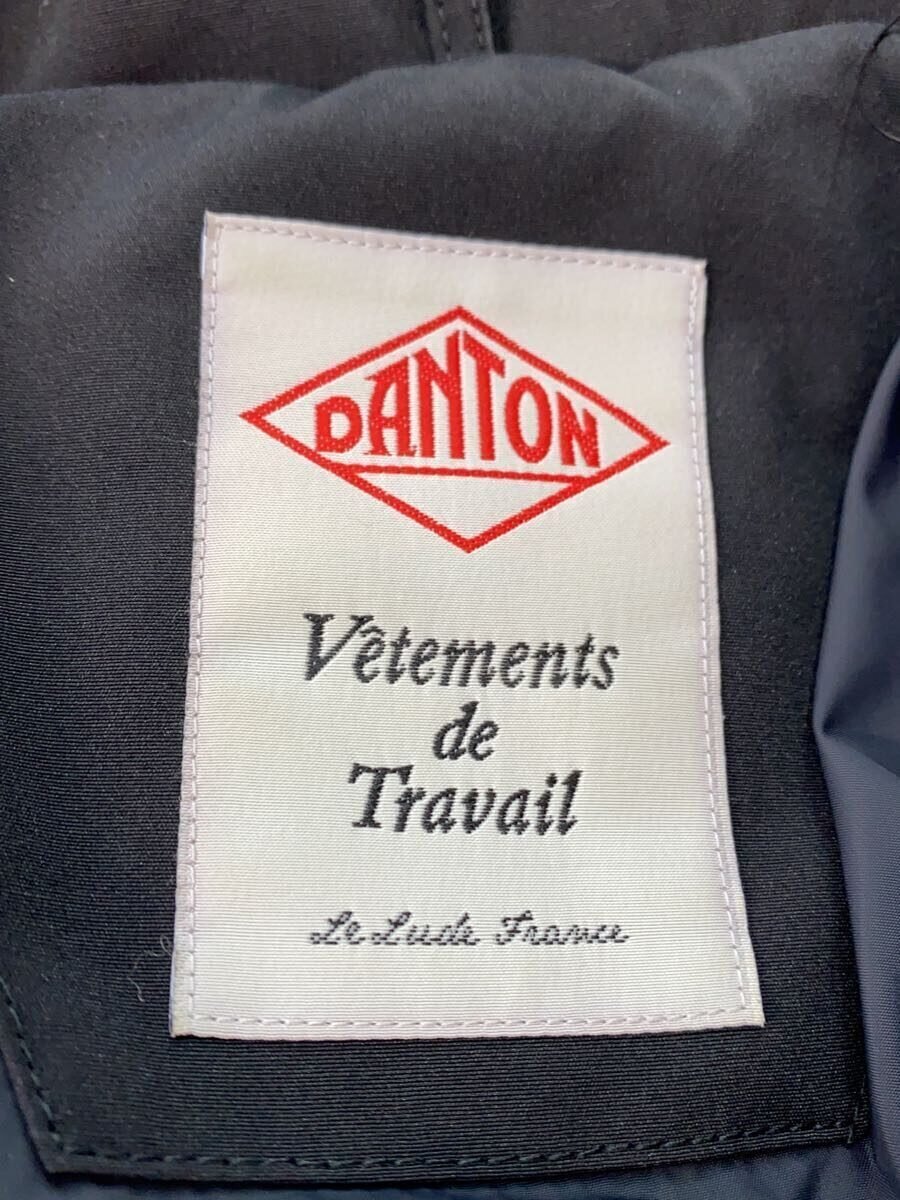 DANTON
Vêtements
de
Travail
Le Lude France